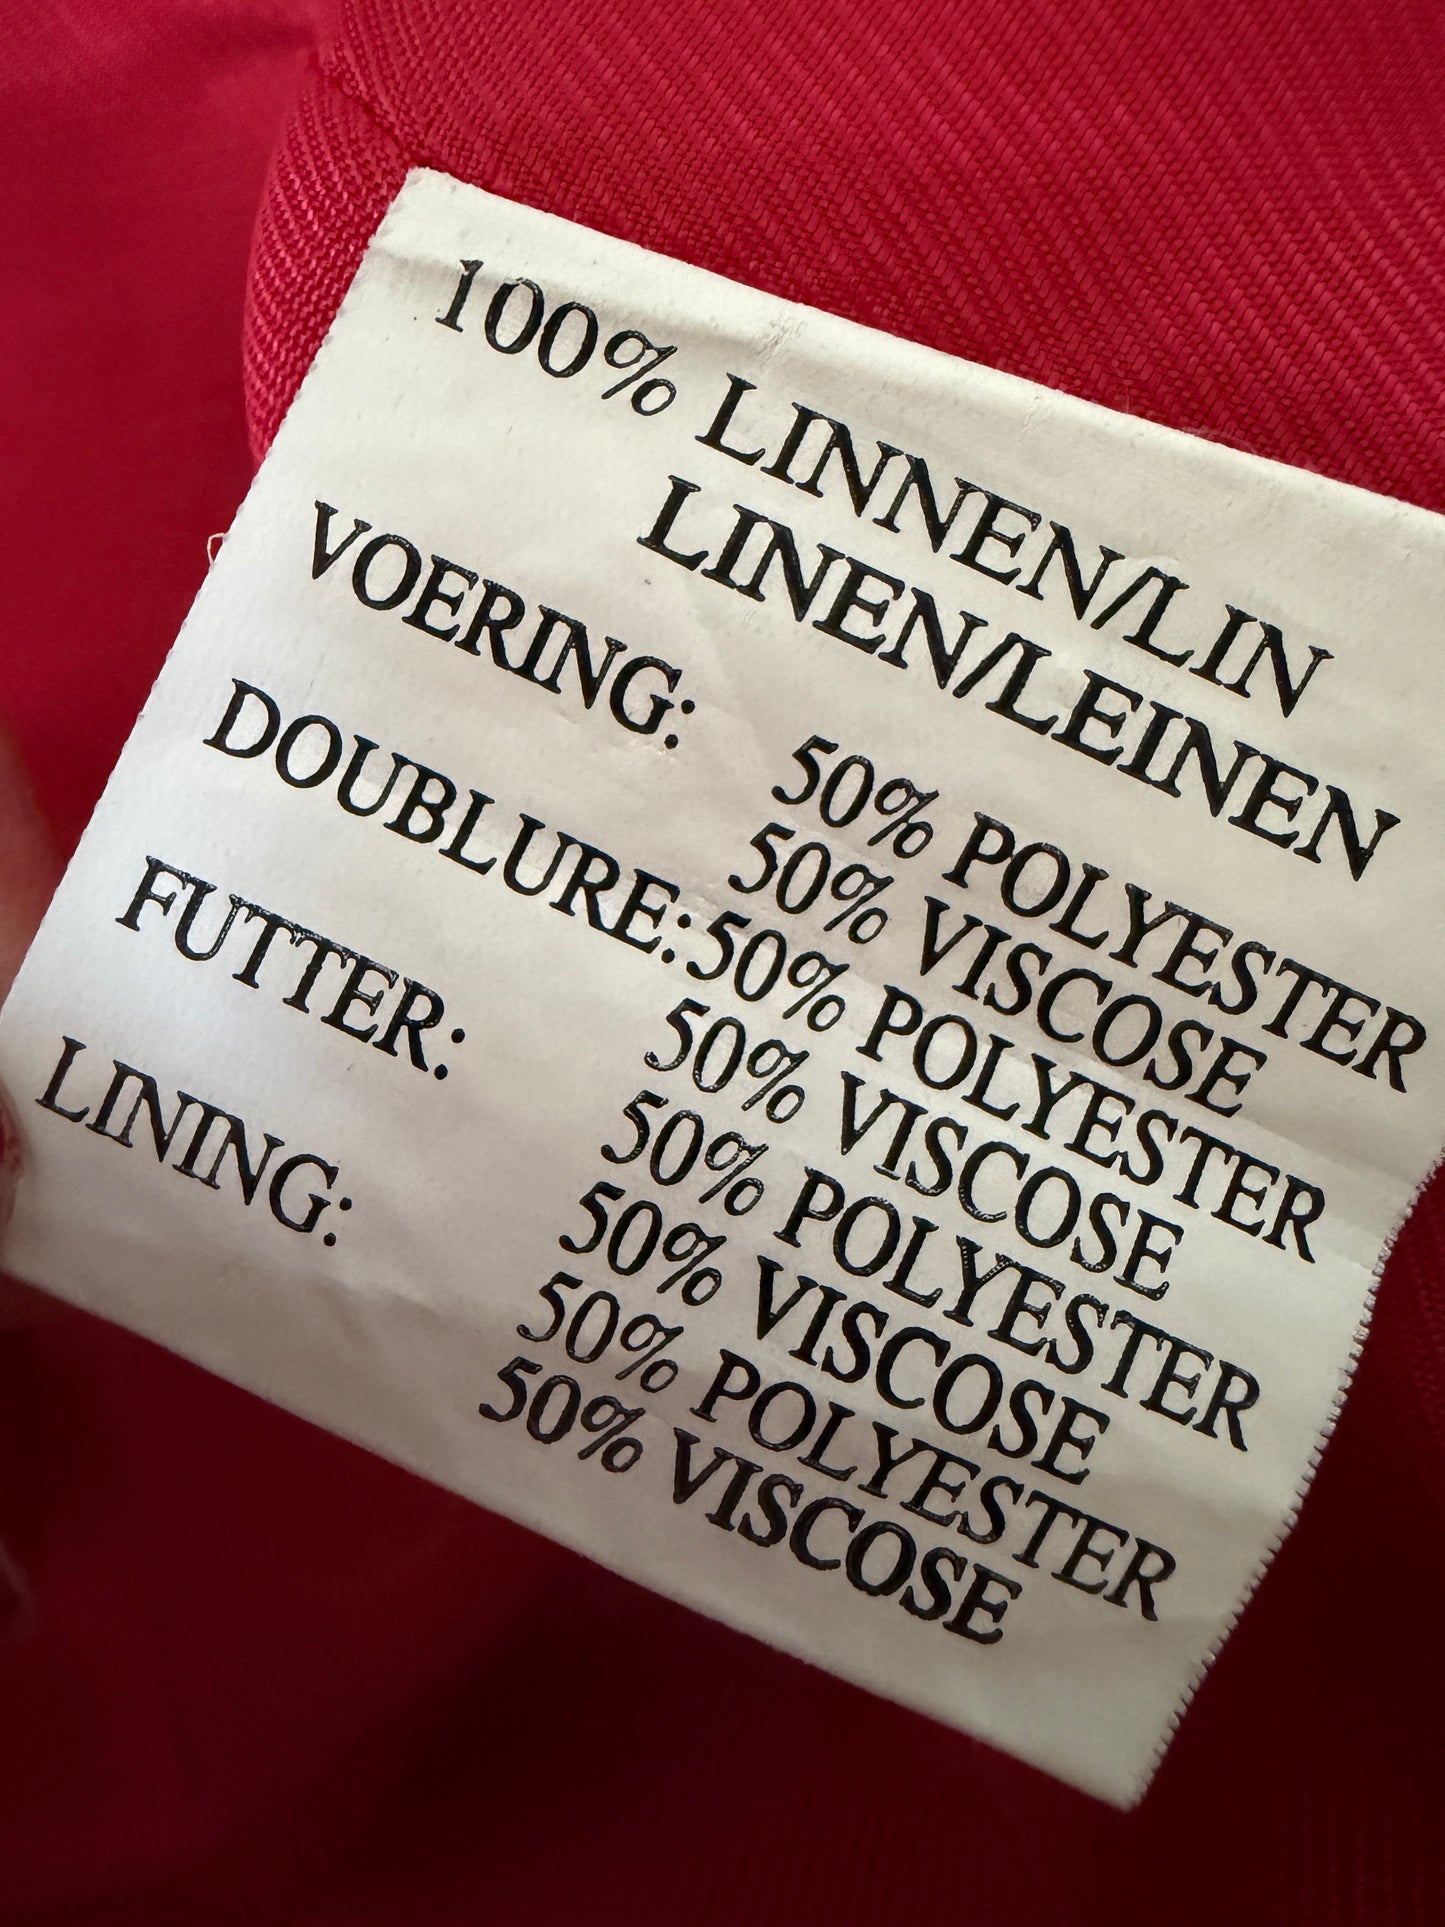 100% LINNEN/LIN
LINEN/LEINEN
VOERING: 50% POLYESTER
50% VISCOSE
DOUBLURE: 50% POLYESTER
50% VISCOSE
FUTTER: 50% POLYESTER
50% VISCOSE
LINING: 50% POLYESTER
50% VISCOSE